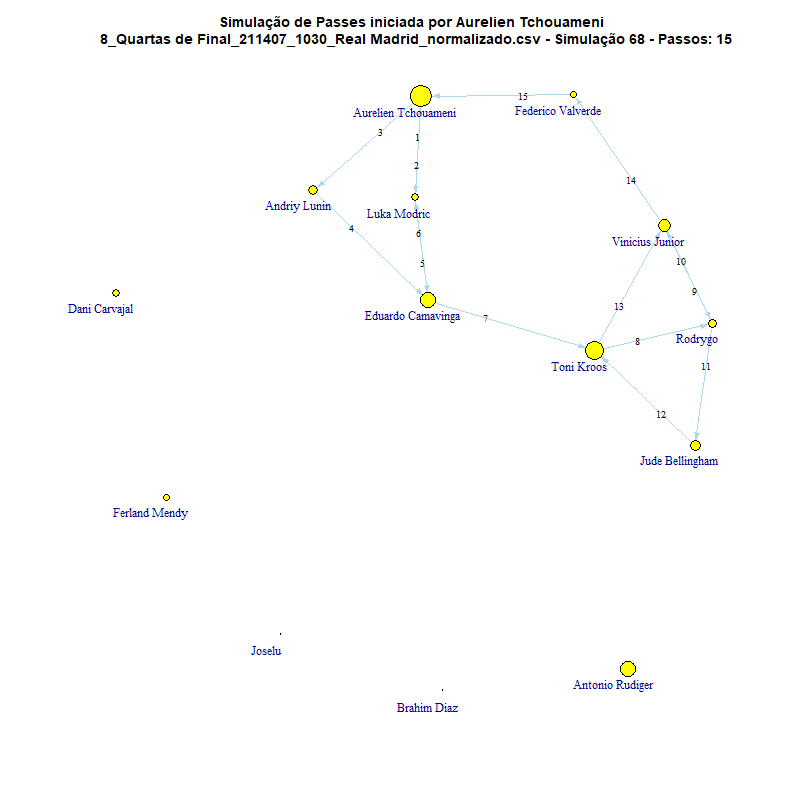 Simulação de Passes iniciada por Aurelien Tchouameni
8_Quartas de Final_211407_1030_Real Madrid_normalizado.csv - Simulação 68 - Passos: 15
15
Aurelien Tchouameni
Federico Valverde
3
1
2
14
Andriy Lunin
Luka Modric
4
6
Vinicius Junior
5
10
9
Dani Carvajal
13
Eduardo Camavinga
7
8
Rodrygo
Toni Kroos
11
12
Jude Bellingham
Ferland Mendy
Joselu
Antonio Rudiger
Brahim Diaz